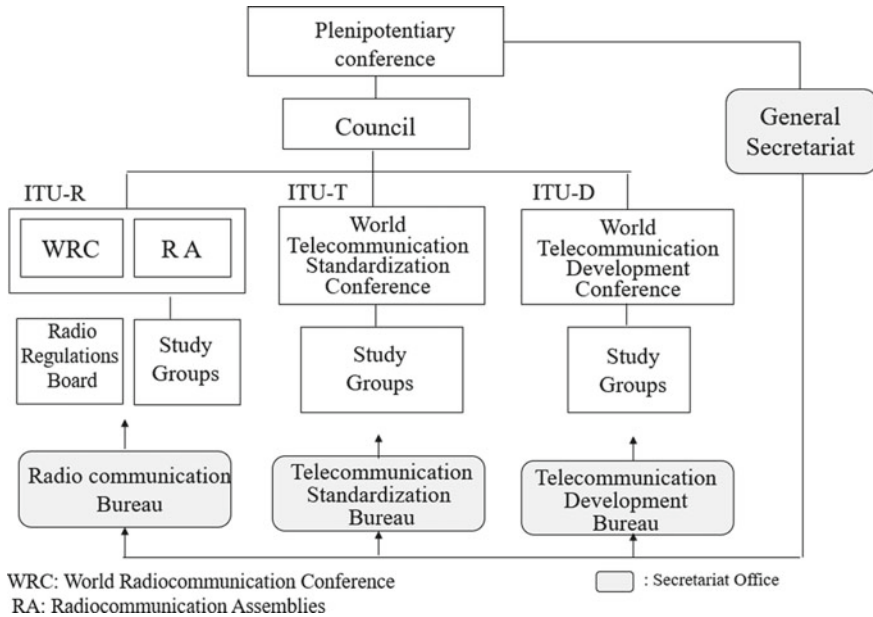 Plenipotentiary
conference
Council
General
Secretariat
ITU-R
WRC
R A
ITU-T
World
Telecommunication
Standardization
Conference
ITU-D
World
Telecommunication
Development
Conference
Radio
Regulations
Board
Study
Groups
Study
Groups
Study
Groups
Radio communication
Bureau
Telecommunication
Standardization
Bureau
Telecommunication
Development
Bureau
WRC: World Radiocommunication Conference
RA: Radiocommunication Assemblies
: Secretariat Office